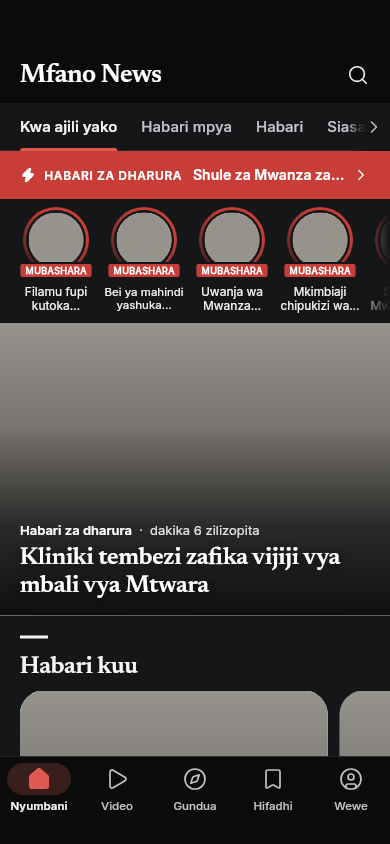 Mfano News
Kwa ajili yako
Habari mpya
Habari
Siasa
HABARI ZA DHARURA
Shule za Mwanza za...
MUBASHARA
MUBASHARA
MUBASHARA
MUBASHARA
Filamu fupi
kutoka...
Bei ya mahindi
yashuka...
Uwanja wa
Mwanza...
Mkimbiaji
chipukizi wa...
Habari za dharura · dakika 6 zilizopita
Kliniki tembezi zafika vijiji vya
mbali vya Mtwara
Habari kuu
Nyumbani
Video
Gundua
Hifadhi
Wewe